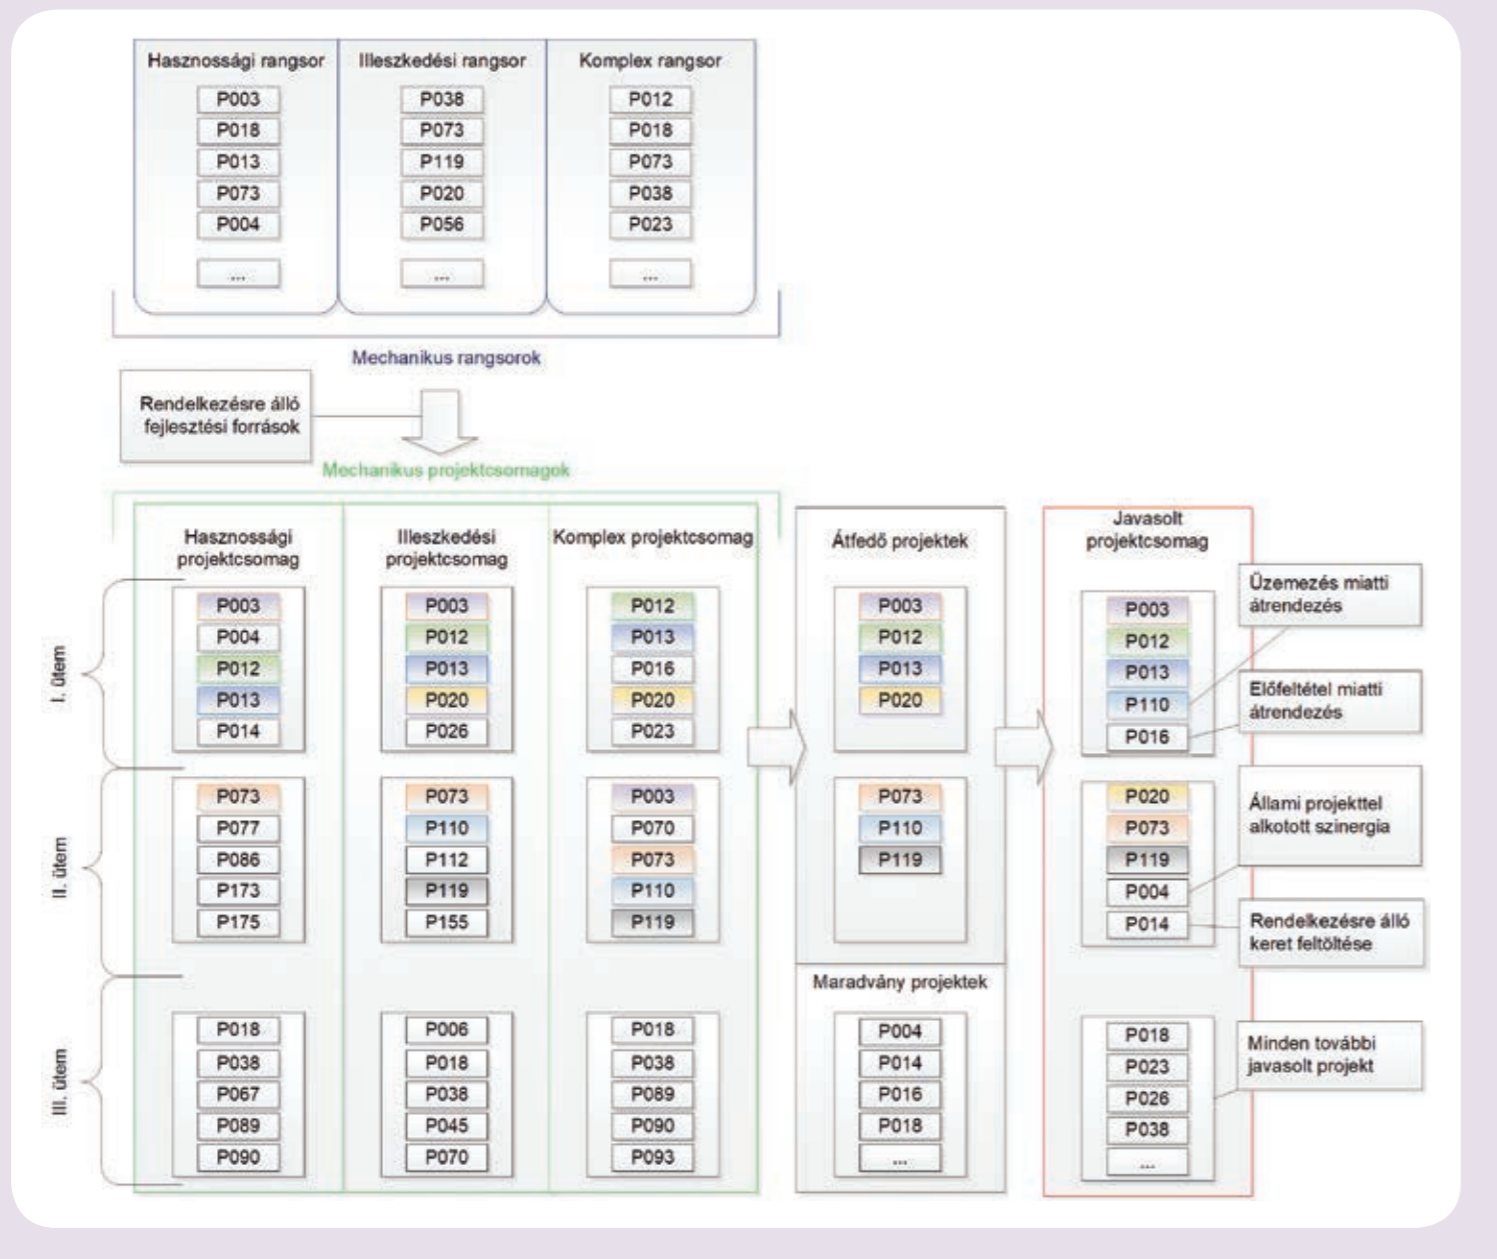 Hasznossági rangsor
P003
P018
P013
P073
P004
...
Illeszkedési rangsor
P038
P073
P119
P020
P056
...
Komplex rangsor
P012
P018
P073
P038
P023
...
Mechanikus rangsorok
Rendelkezésre álló
fejlesztési források
Mechanikus projektcsomagok
I. ütem
II. ütem
III. ütem
Hasznossági
projektcsomag
P003
P004
P012
P013
P014
P073
P077
P086
P173
P175
P018
P038
P067
P089
P090
Illeszkedési
projektcsomag
P003
P012
P013
P020
P026
P073
P110
P112
P119
P155
P006
P018
P038
P045
P070
Komplex projektcsomag
P012
P013
P016
P020
P023
P003
P070
P073
P110
P119
P018
P038
P089
P090
P093
Átfedő projektek
P003
P012
P013
P020
P073
P110
P119
Maradvány projektek
P004
P014
P016
P018
...
Javasolt
projektcsomag
P003
P012
P013
P110
P016
P020
P073
P119
P004
P014
P018
P023
P026
P038
...
Üzemezés miatti
átrendezés
Előfeltétel miatti
átrendezés
Állami projekttel
alkotott szinergia
Rendelkezésre álló
keret feltöltése
Minden további
javasolt projekt